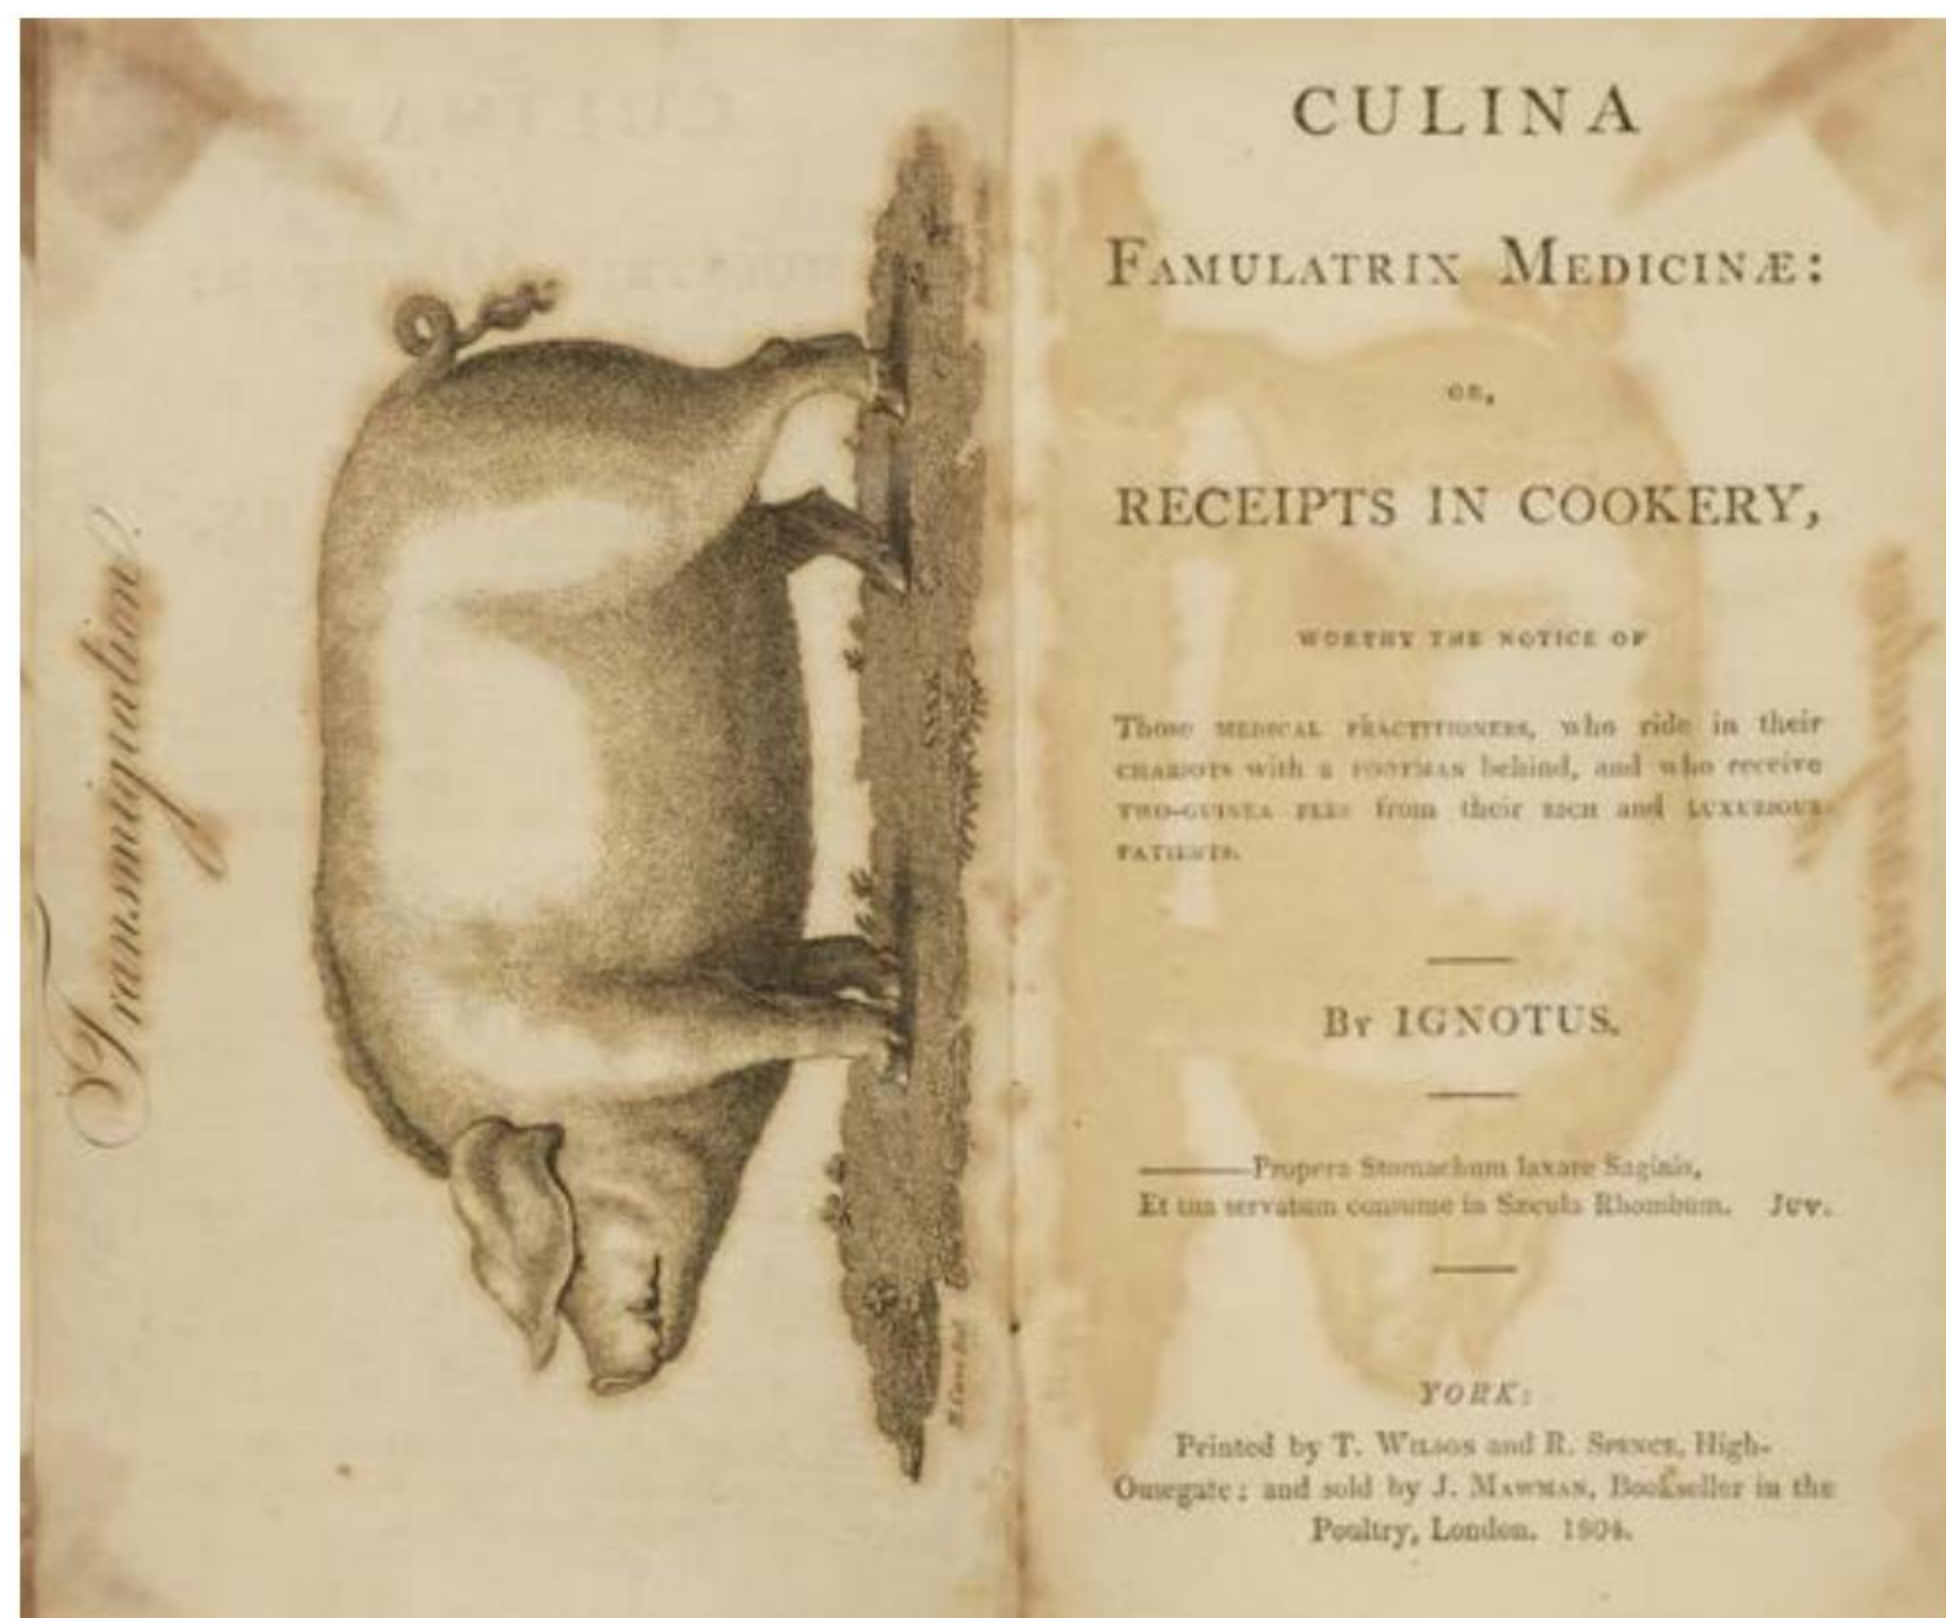 Transmigration.
CULINA
FAMULATRIX MEDICINÆ:
OR,
RECEIPTS IN COOKERY,
WORTHY THE NOTICE OF
Those MEDICAL PRACTITIONERS, who ride in their
CHARIOTS with a FOOTMAN behind, and who receive
TWO-GUINEA FEES from their RICH and LUXURIOUS
PATIENTS.
BY IGNOTUS.
Propera Stomachum laxare Saginis,
Et tua servatum consume in Sæcula Rhombum. JUV.
YORK:
Printed by T. WILSON and R. SPENCE, High-
Ousegate; and sold by J. MAWMAN, Bookseller in the
Poultry, London. 1804.